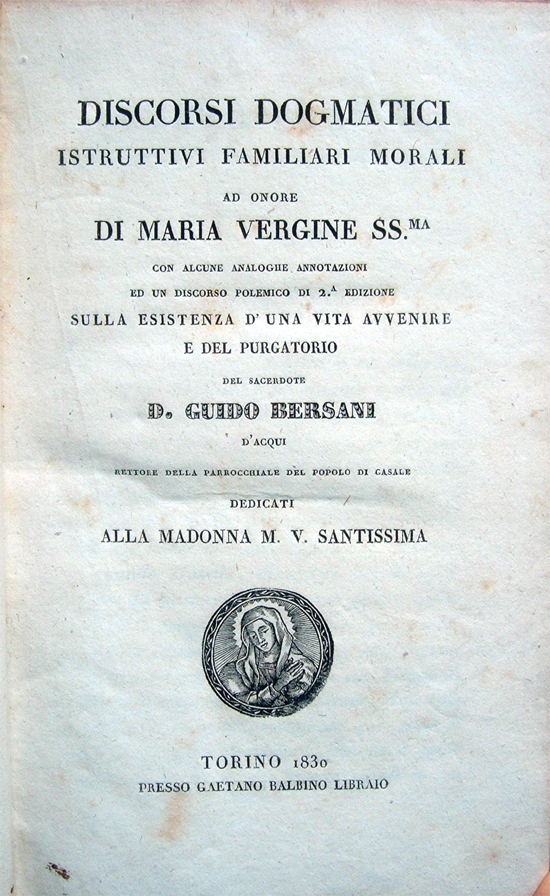 DISCORSI DOGMATICI
ISTRUTTIVI FAMILIARI MORALI
AD ONORE
DI MARIA VERGINE SS.MA
CON ALCUNE ANALOGHE ANNOTAZIONI
ED UN DISCORSO POLEMICO DI 2.A EDIZIONE
SULLA ESISTENZA D'UNA VITA AVVENIRE
E DEL PURGATORIO
DEL SACERDOTE
D. GUIDO BERSANI
D'ACQUI
RETTORE DELLA PARROCCHIALE DEL POPOLO DI CASALE
DEDICATI
ALLA MADONNA M. V. SANTISSIMA
TORINO 1830
PRESSO GAETANO BALBINO LIBRAIO